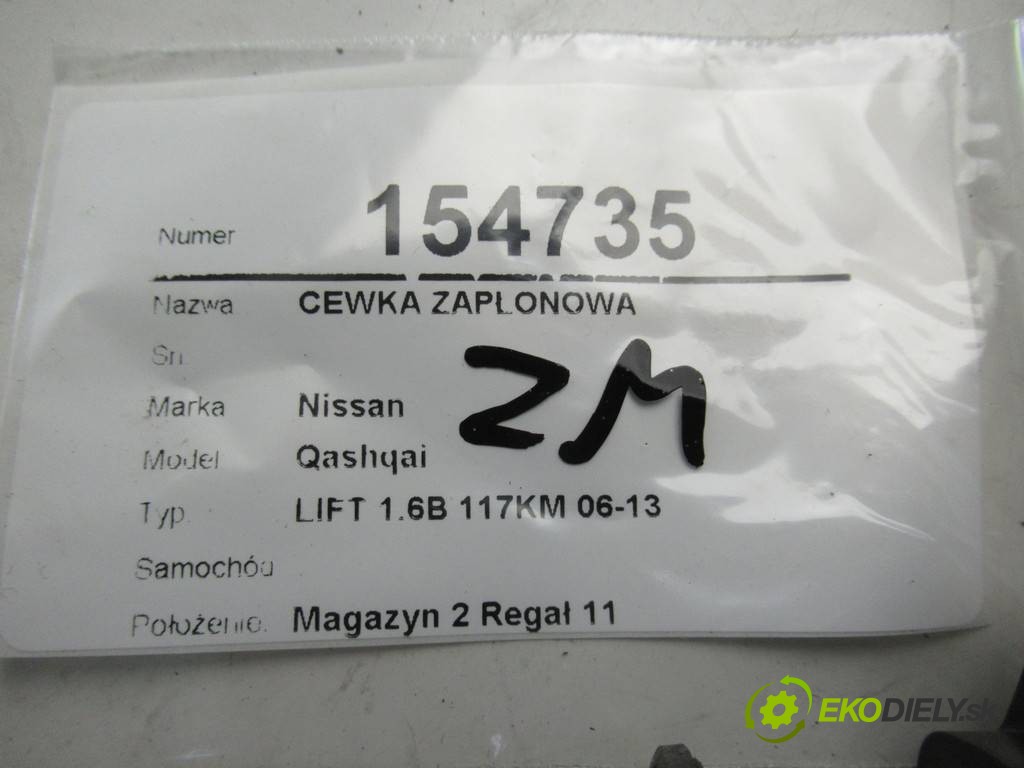 Numer 154735
Nazwa CEWKA ZAPLONOWA
Sn
ZM
Marka Nissan
Model Qashqai
Typ LIFT 1.6B 117KM 06-13
Samochód
Położenie. Magazyn 2 Regał 11
EKODIELY.sk